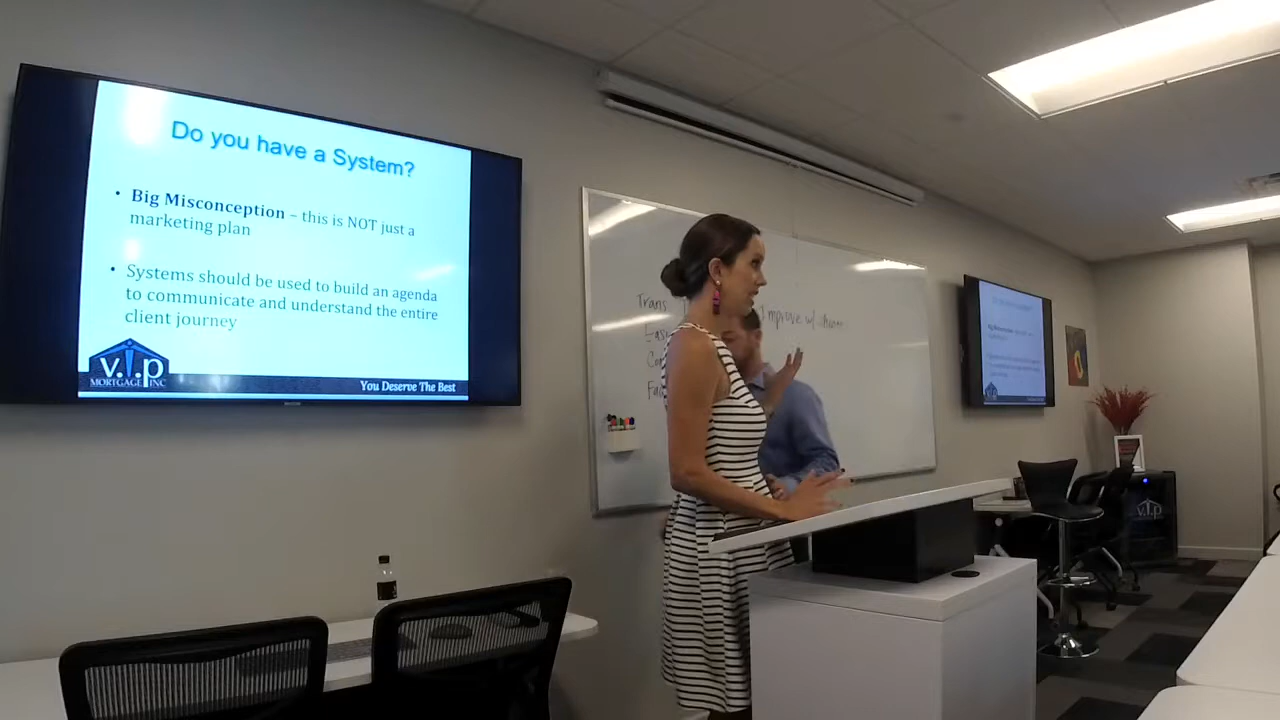 Do you have a System?
• Big Misconception – this is NOT just a
marketing plan
• Systems should be used to build an agenda
to communicate and understand the entire
client journey
v.i.p
MORTGAGE INC
You Deserve The Best
Trans.
Improve w/
v.i.p